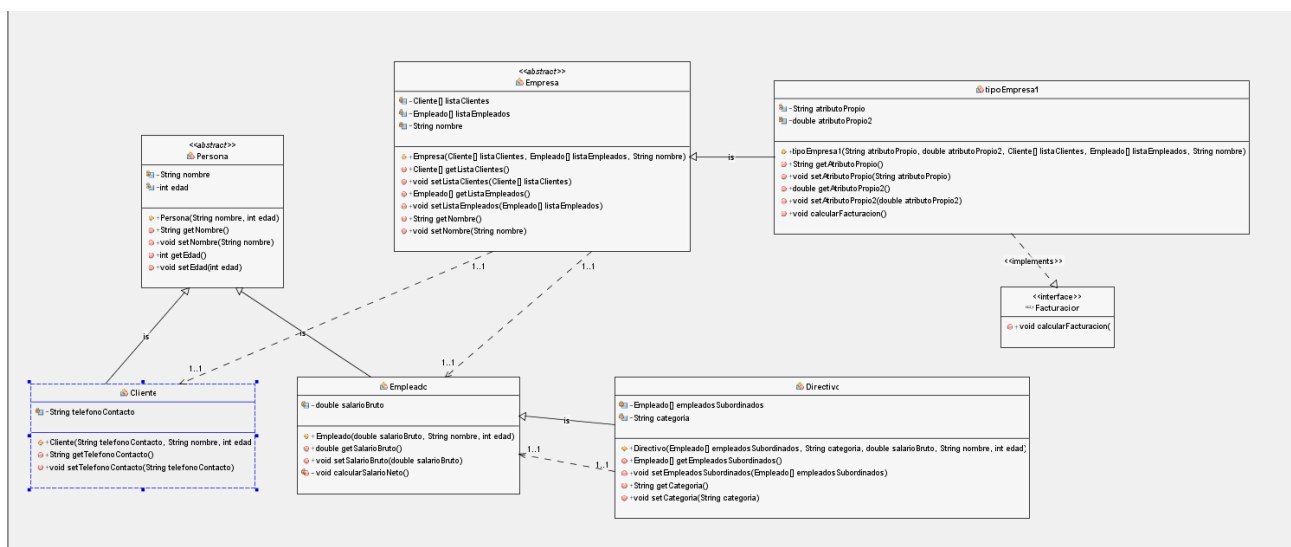 <<abstract>>
Persona
-String nombre
-int edad
+Persona(String nombre, int edad)
+String getNombre()
+void setNombre(String nombre)
+int getEdad()
+void setEdad(int edad)
<<abstract>>
Empresa
-Cliente[] listaClientes
-Empleado[] listaEmpleados
-String nombre
+Empresa(Cliente[] listaClientes, Empleado[] listaEmpleados, String nombre)
+Cliente[] getListaClientes()
+void setListaClientes(Cliente[] listaClientes)
+Empleado[] getListaEmpleados()
+void setListaEmpleados(Empleado[] listaEmpleados)
+String getNombre()
+void setNombre(String nombre)
is
tipoEmpresa1
-String atributoPropio
-double atributoPropio2
+tipoEmpresa1(String atributoPropio, double atributoPropio2, Cliente[] listaClientes, Empleado[] listaEmpleados, String nombre)
+String getAtributoPropio()
+void setAtributoPropio(String atributoPropio)
+double getAtributoPropio2()
+void setAtributoPropio2(double atributoPropio2)
+void calcularFacturacion()
<<implements>>
<<interface>>
Facturacior
+void calcularFacturacion(
1..1
1..1
is
is
1..1
1..1
Cliente
-String telefonoContacto
+Cliente(String telefonoContacto, String nombre, int edad
+String getTelefonoContacto()
+void setTelefonoContacto(String telefonoContacto)
Empleadc
-double salarioBruto
+Empleado(double salarioBruto, String nombre, int edad)
+double getSalarioBruto()
+void setSalarioBruto(double salarioBruto)
-void calcularSalarioNeto()
is
1..1
1..1
Directivc
-Empleado[] empleadosSubordinados
-String categoria
+Directivo(Empleado[] empleadosSubordinados, String categoria, double salarioBruto, String nombre, int edad)
+Empleado[] getEmpleadosSubordinados()
+void setEmpleadosSubordinados(Empleado[] empleadosSubordinados)
+String getCategoria()
+void setCategoria(String categoria)